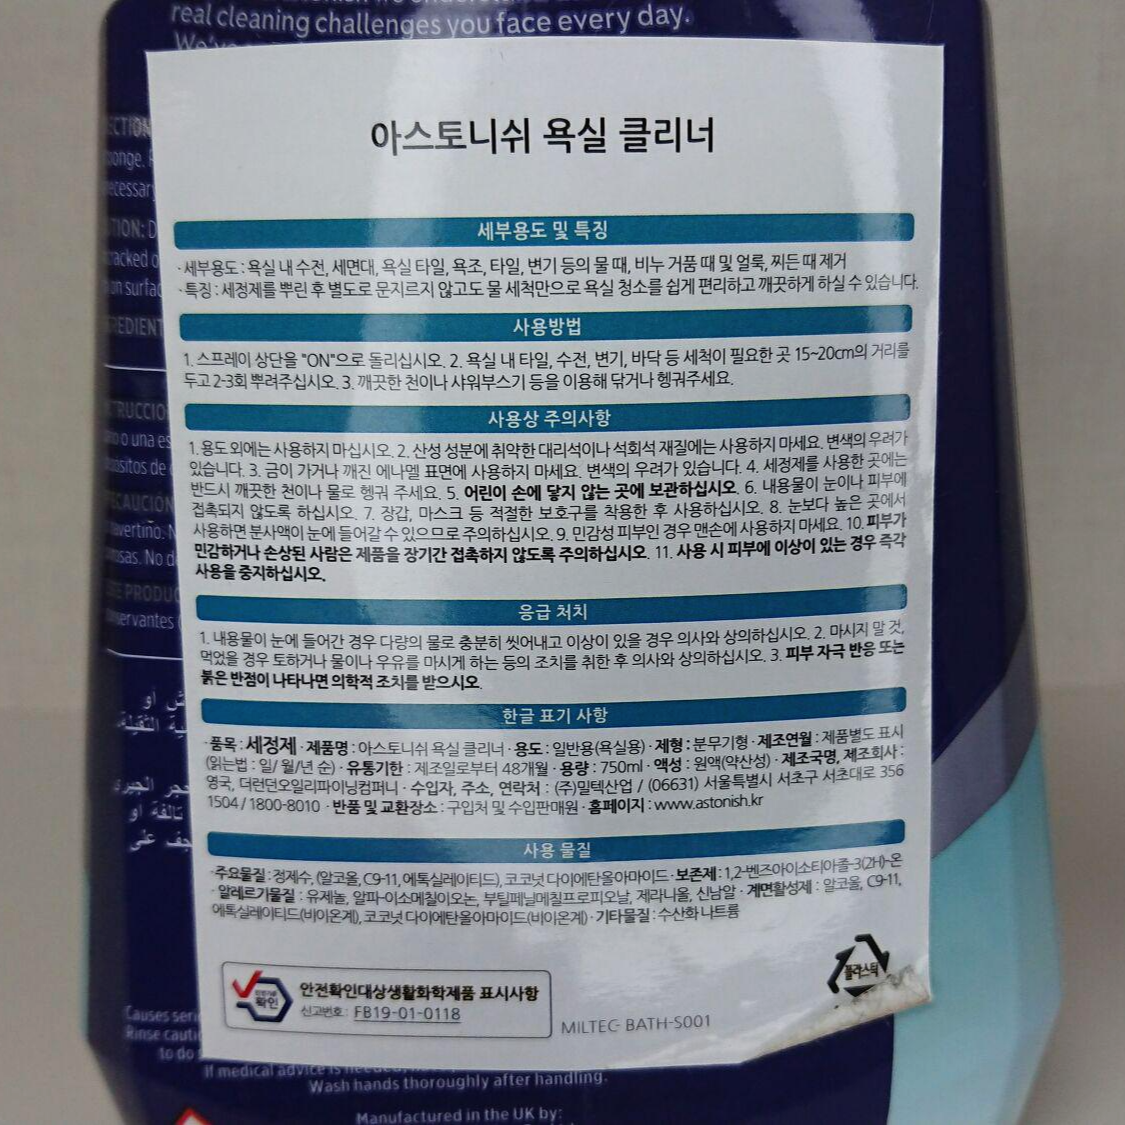 real cleaning challenges you face every day.
We've
아스토니쉬 욕실 클리너
세부용도 및 특징
·세부용도 : 욕실 내 수전, 세면대, 욕실 타일, 욕조, 타일, 변기 등의 물 때, 비누 거품 때 및 얼룩, 찌든 때 제거
·특징 : 세정제를 뿌린 후 별도로 문지르지 않고도 물 세척만으로 욕실 청소를 쉽게 편리하고 깨끗하게 하실 수 있습니다.
사용방법
1. 스프레이 상단을 "ON"으로 돌리십시오. 2. 욕실 내 타일, 수전, 변기, 바닥 등 세척이 필요한 곳 15~20cm의 거리를
두고 2-3회 뿌려주십시오. 3. 깨끗한 천이나 샤워부스기 등을 이용해 닦거나 헹궈주세요.
사용상 주의사항
1. 용도 외에는 사용하지 마십시오. 2. 산성 성분에 취약한 대리석이나 석회석 재질에는 사용하지 마세요. 변색의 우려가
있습니다. 3. 금이 가거나 깨진 에나멜 표면에 사용하지 마세요. 변색의 우려가 있습니다. 4. 세정제를 사용한 곳에는
반드시 깨끗한 천이나 물로 헹궈 주세요. 5. 어린이 손에 닿지 않는 곳에 보관하십시오. 6. 내용물이 눈이나 피부에
접촉되지 않도록 하십시오. 7. 장갑, 마스크 등 적절한 보호구를 착용한 후 사용하십시오. 8. 눈보다 높은 곳에서
사용하면 분사액이 눈에 들어갈 수 있으므로 주의하십시오. 9. 민감성 피부인 경우 맨손에 사용하지 마세요. 10. 피부가
민감하거나 손상된 사람은 제품을 장기간 접촉하지 않도록 주의하십시오. 11. 사용 시 피부에 이상이 있는 경우 즉각
사용을 중지하십시오.
응급 처치
1. 내용물이 눈에 들어간 경우 다량의 물로 충분히 씻어내고 이상이 있을 경우 의사와 상의하십시오. 2. 마시지 말 것,
먹었을 경우 토하거나 물이나 우유를 마시게 하는 등의 조치를 취한 후 의사와 상의하십시오. 3. 피부 자극 반응 또는
붉은 반점이 나타나면 의학적 조치를 받으시오.
한글 표기 사항
·품목 : 세정제 · 제품명 : 아스토니쉬 욕실 클리너 · 용도 : 일반용(욕실용) · 제형 : 분무기형 · 제조연월 : 제품별도 표시
(읽는법 : 일/ 월/년 순) · 유통기한 : 제조일로부터 48개월 · 용량 : 750ml · 액성 : 원액(약산성) · 제조국명, 제조회사 :
영국, 더런던오일리파이닝컴퍼니 · 수입자, 주소, 연락처 : (주)밀텍산업 / (06631) 서울특별시 서초구 서초대로 356
1504 / 1800-8010 · 반품 및 교환장소 : 구입처 및 수입판매원 · 홈페이지 : www.astonish.kr
사용 물질
·주요물질 : 정제수, (알코올, C9-11, 에톡실레이티드), 코코넛 다이에탄올아마이드 · 보존제 : 1,2-벤즈아이소티아졸-3(2H)-온
· 알레르기물질 : 유제놀, 알파-이소메칠이오논, 부틸페닐메칠프로피오날, 제라니올, 신남알 · 계면활성제 : 알코올, C9-11,
에톡실레이티드(비이온계), 코코넛 다이에탄올아마이드(비이온계) · 기타물질 : 수산화 나트륨
확인
안전확인대상생활화학제품 표시사항
신고번호 : FB19-01-0118
MILTEC- BATH-S001
플라스틱
If medical advice is needed,
Wash hands thoroughly after handling.
Manufactured in the UK by: